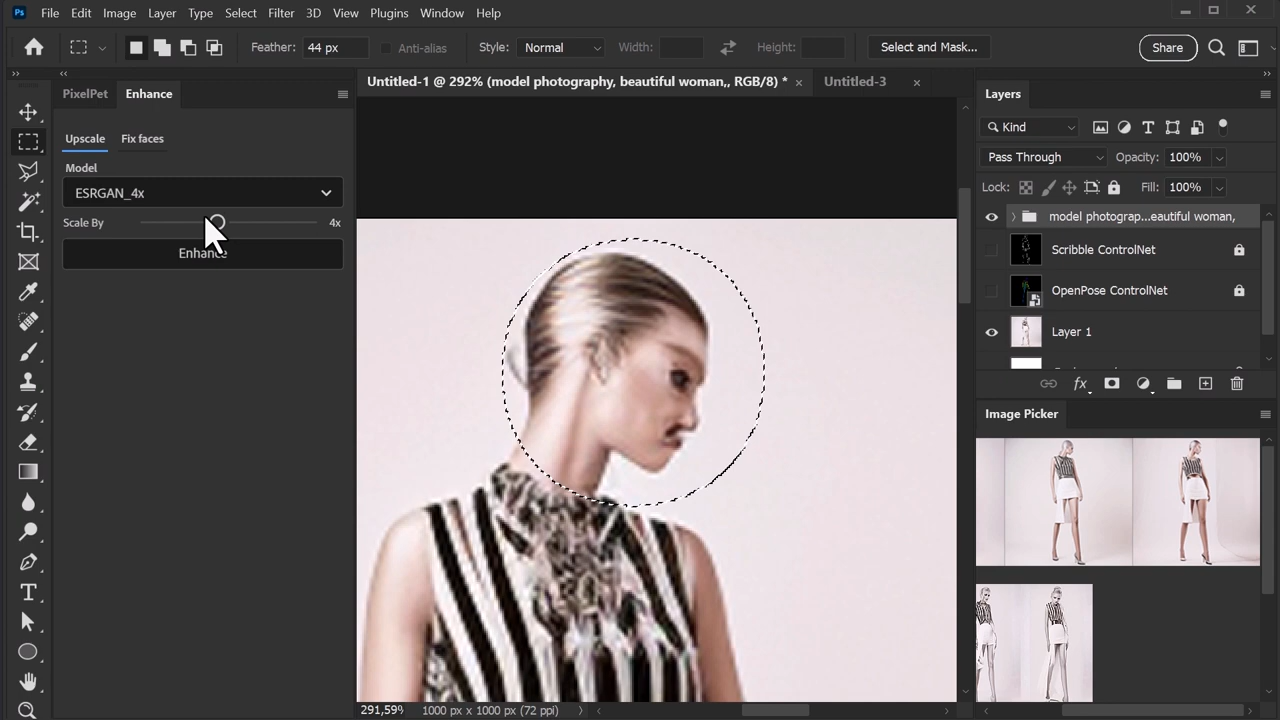 Ps File Edit Image Layer Type Select Filter 3D View Plugins Window Help
Feather: 44 px Anti-alias Style: Normal Width: Height: Select and Mask... Share
PixelPet Enhance
Upscale Fix faces
Model
ESRGAN_4x
Scale By 4x
Enhance
Untitled-1 @ 292% (model photography, beautiful woman,, RGB/8) * × Untitled-3 ×
291,59% 1000 px x 1000 px (72 ppi)
Layers
Kind
Pass Through Opacity: 100%
Lock: Fill: 100%
model photograp...eautiful woman,
Scribble ControlNet
OpenPose ControlNet
Layer 1
fx
Image Picker